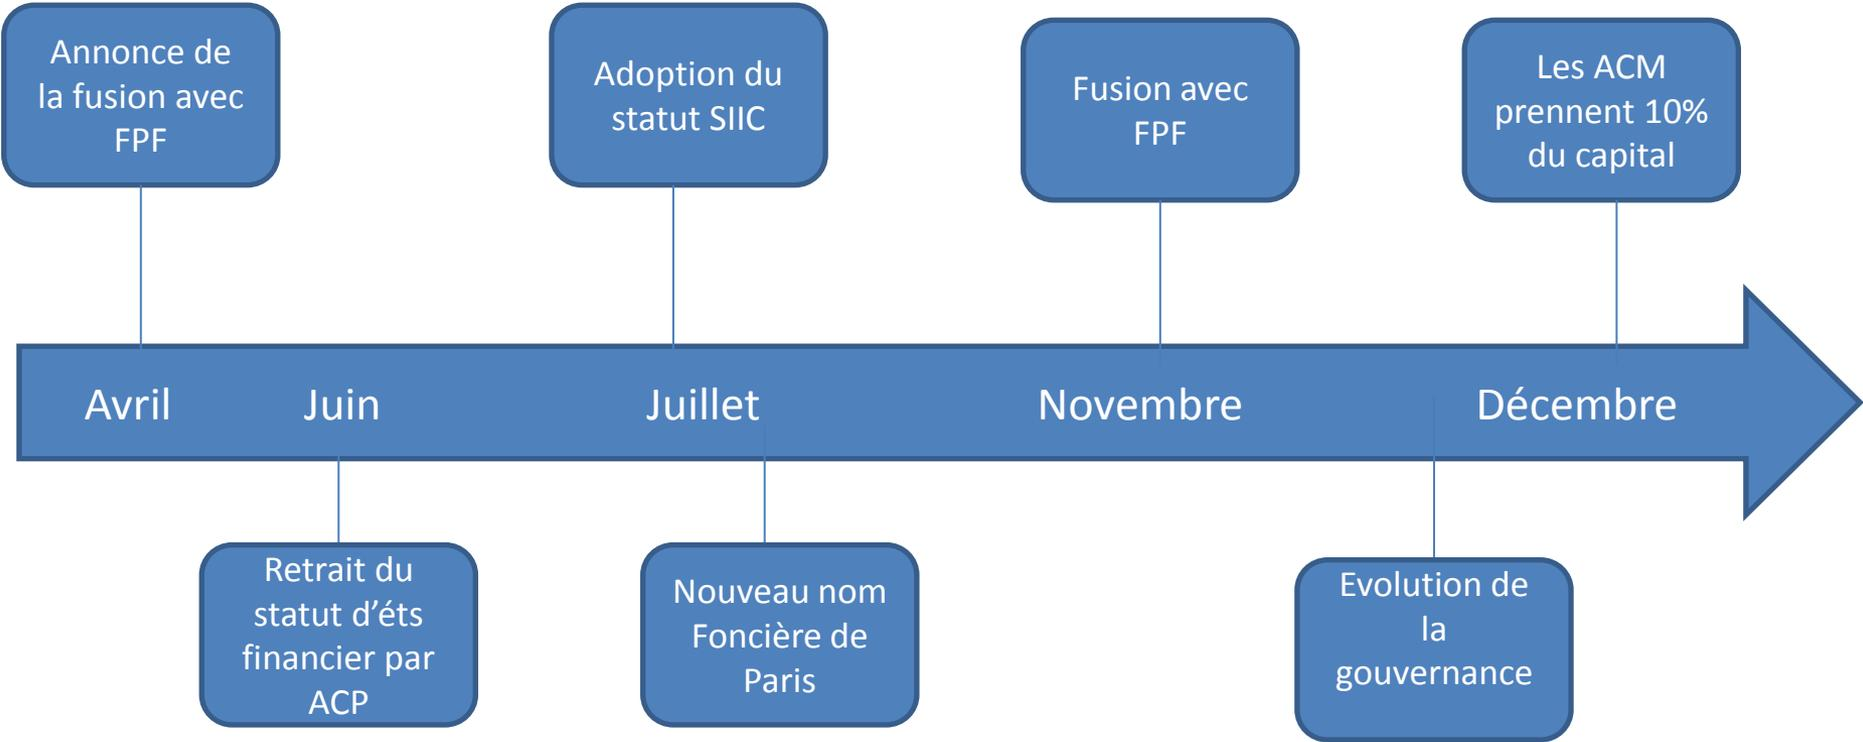 Annonce de
la fusion avec
FPF
Adoption du
statut SIIC
Fusion avec
FPF
Les ACM
prennent 10%
du capital
Avril
Juin
Juillet
Novembre
Décembre
Retrait du
statut d’éts
financier par
ACP
Nouveau nom
Foncière de
Paris
Evolution de
la
gouvernance